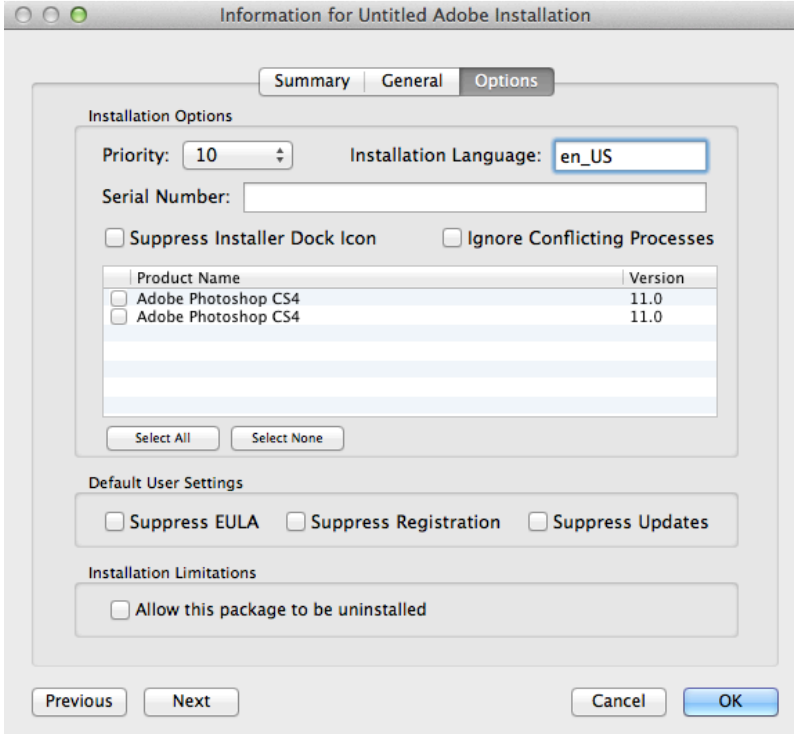 Information for Untitled Adobe Installation
Summary General Options
Installation Options
Priority: 10 Installation Language: en_US
Serial Number:
Suppress Installer Dock Icon Ignore Conflicting Processes
Product Name Version
Adobe Photoshop CS4 11.0
Adobe Photoshop CS4 11.0
Select All Select None
Default User Settings
Suppress EULA Suppress Registration Suppress Updates
Installation Limitations
Allow this package to be uninstalled
Previous Next Cancel OK